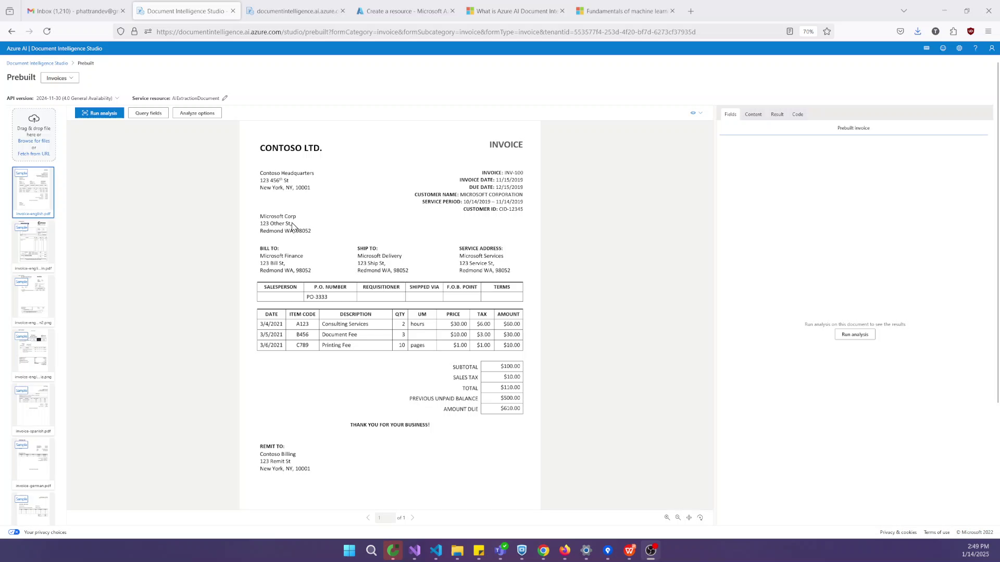 Inbox (1,210) - phattrandev@gm
Document Intelligence Studio -
documentintelligence.ai.azure.c
Create a resource - Microsoft A
What is Azure AI Document Inte
Fundamentals of machine learn
https://documentintelligence.ai.azure.com/studio/prebuilt?formCategory=invoice&formSubcategory=invoice&formType=invoice&tenantid=553577f4-253d-4f20-bf7d-6273cf37935d
70%
Azure AI | Document Intelligence Studio
Document Intelligence Studio > Prebuilt
Prebuilt Invoices
API version: 2024-11-30 (4.0 General Availability) Service resource: AIExtractionDocument
Drag & drop file
here or
Browse for files
or
Fetch from URL
Run analysis Query fields Analyze options
Sample
invoice-english.pdf
Sample
invoice-engli...in.pdf
Sample
invoice-eng...n2.png
Sample
invoice-engl...ia.png
Sample
invoice-spanish.pdf
Sample
invoice-german.pdf
Sample
CONTOSO LTD.
INVOICE
Contoso Headquarters
123 456th St
New York, NY, 10001
INVOICE: INV-100
INVOICE DATE: 11/15/2019
DUE DATE: 12/15/2019
CUSTOMER NAME: MICROSOFT CORPORATION
SERVICE PERIOD: 10/14/2019 – 11/14/2019
CUSTOMER ID: CID-12345
Microsoft Corp
123 Other St,
Redmond WA, 98052
BILL TO:
Microsoft Finance
123 Bill St,
Redmond WA, 98052
SHIP TO:
Microsoft Delivery
123 Ship St,
Redmond WA, 98052
SERVICE ADDRESS:
Microsoft Services
123 Service St,
Redmond WA, 98052
SALESPERSON P.O. NUMBER REQUISITIONER SHIPPED VIA F.O.B. POINT TERMS
PO-3333
DATE ITEM CODE DESCRIPTION QTY UM PRICE TAX AMOUNT
3/4/2021 A123 Consulting Services 2 hours $30.00 $6.00 $60.00
3/5/2021 B456 Document Fee 3 $10.00 $3.00 $30.00
3/6/2021 C789 Printing Fee 10 pages $1.00 $1.00 $10.00
SUBTOTAL $100.00
SALES TAX $10.00
TOTAL $110.00
PREVIOUS UNPAID BALANCE $500.00
AMOUNT DUE $610.00
THANK YOU FOR YOUR BUSINESS!
REMIT TO:
Contoso Billing
123 Remit St
New York, NY, 10001
1 of 1
Fields Content Result Code
Prebuilt invoice
Run analysis on this document to see the results
Run analysis
Your privacy choices
Privacy & cookies Terms of use © Microsoft 2022
2:49 PM
1/14/2025